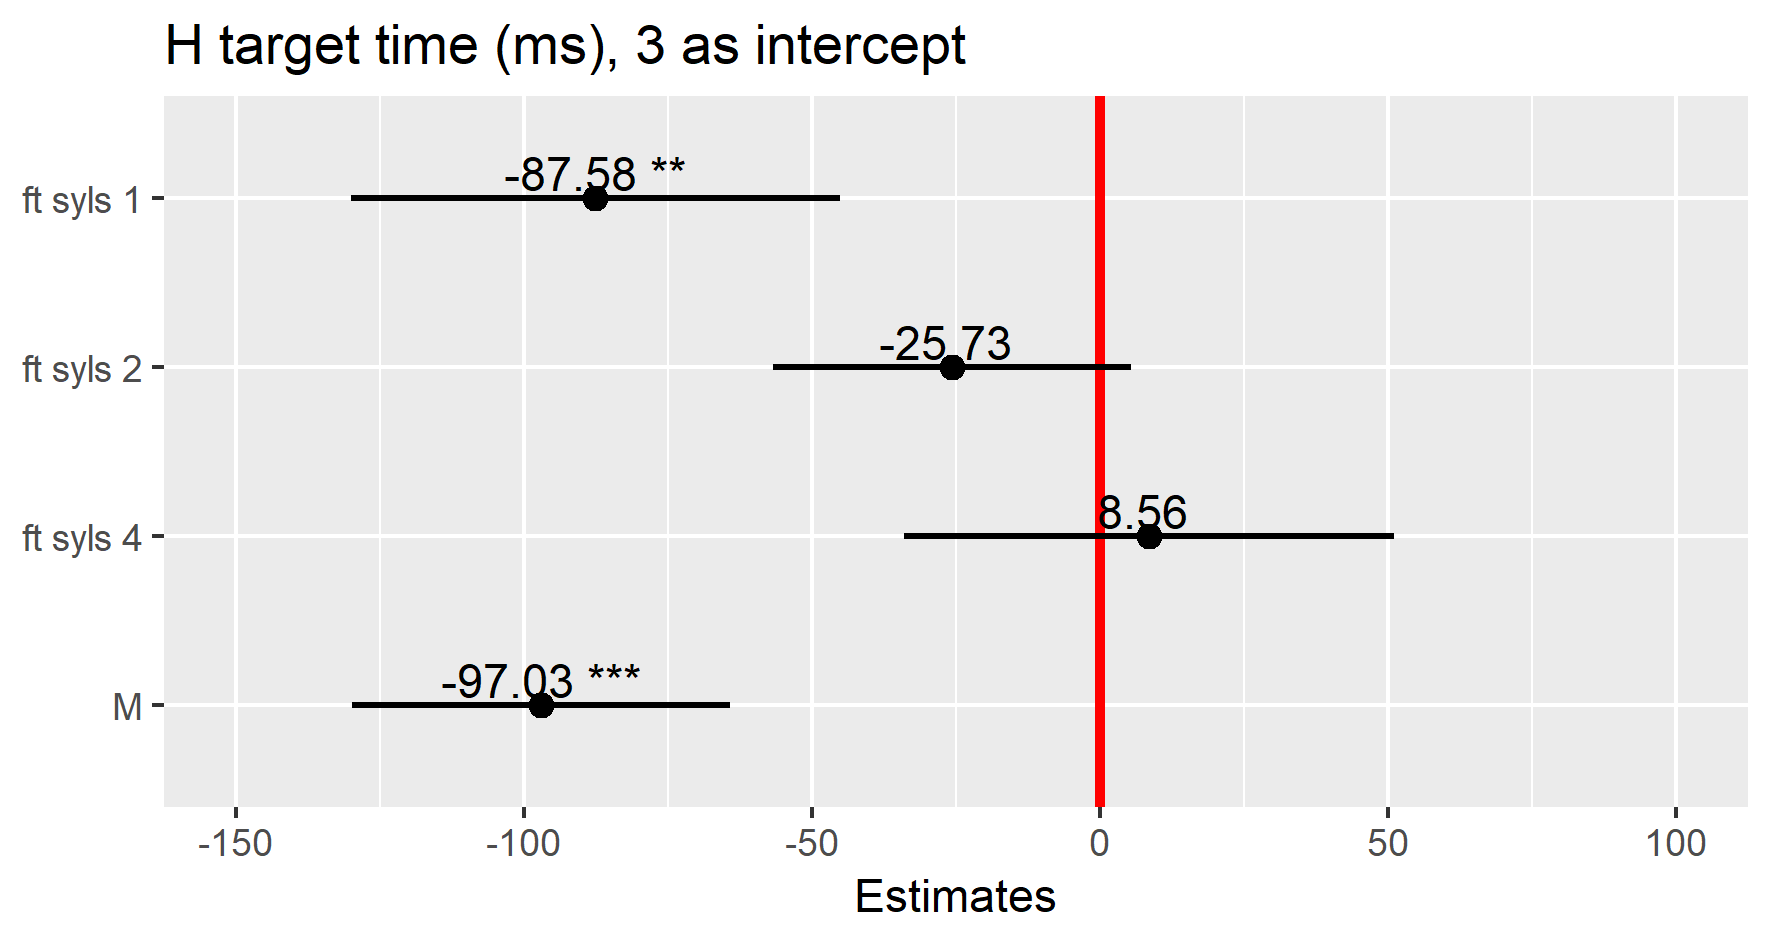 H target time (ms), 3 as intercept
ft syls 1
-87.58 **
ft syls 2
-25.73
ft syls 4
8.56
M
-97.03 ***
-150 -100 -50 0 50 100
Estimates